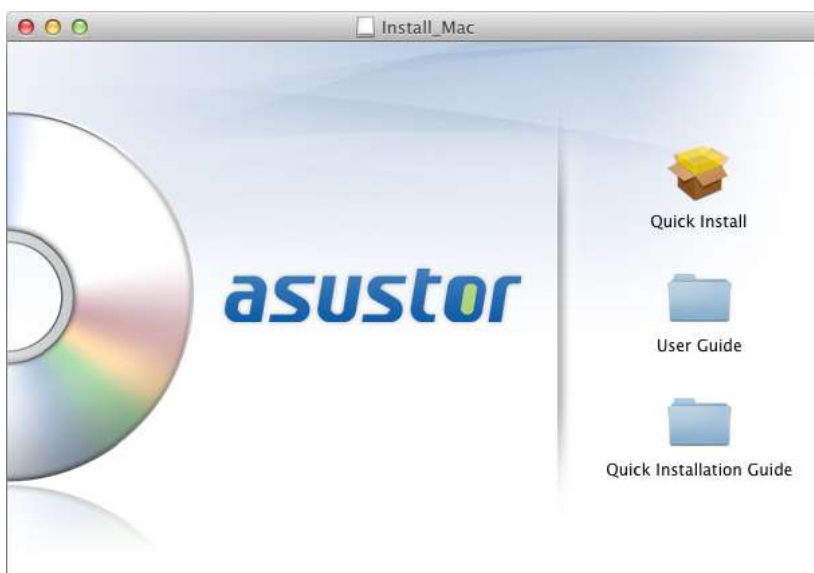 Install_Mac
asustor
Quick Install
User Guide
Quick Installation Guide